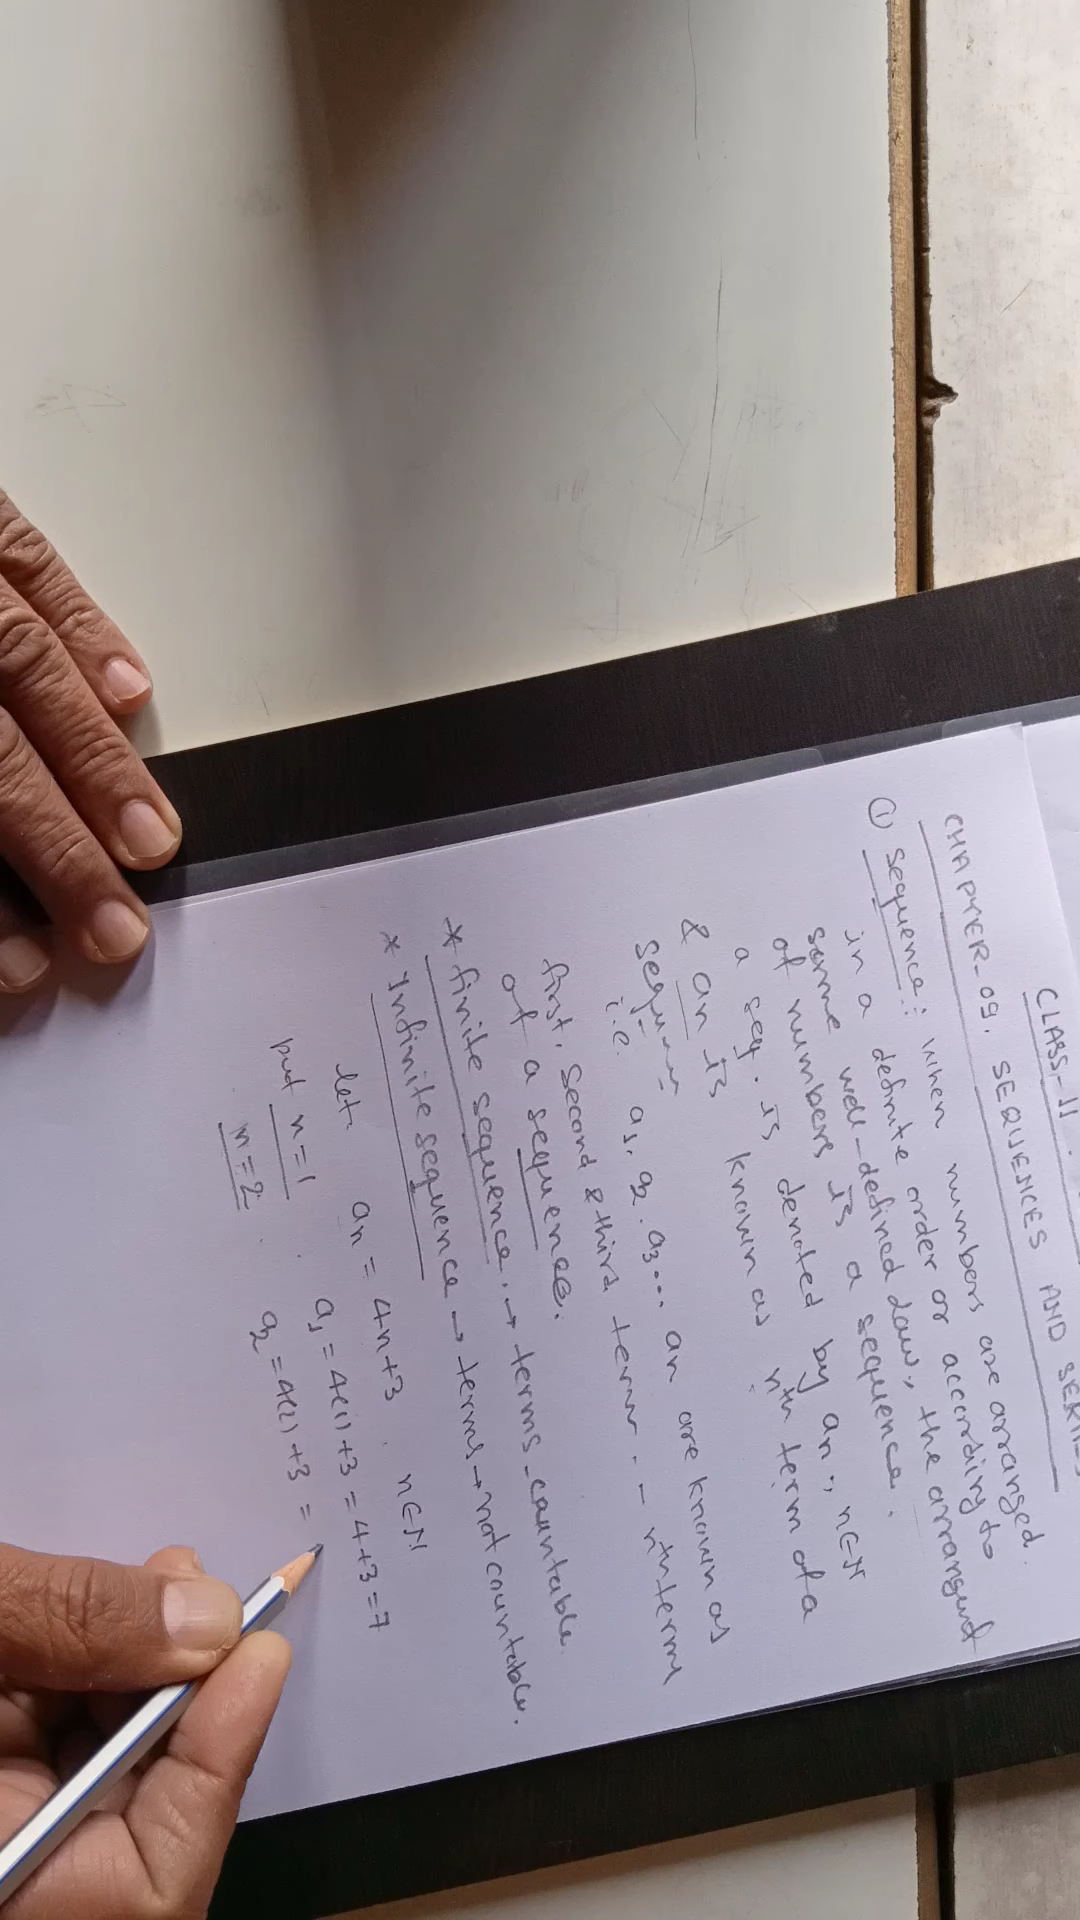 CLASS-11.
CHAPTER-09. SEQUENCES AND SERIES
① Sequence:: When numbers are arranged.
in a definite order or according to
some well-defined law, the arrangent
of numbers is a sequence.
a seq. is denoted by an, n∈N
& an is known as nth term of a
sequence
i.e. a1, a2, a3... an are known as
first, second & third term. - nth term
of a sequence.
* finite sequence. → terms-countable.
* Infinite sequence → terms → not countable.
let. an = 4n+3. n∈N
put n=1. a1 = 4(1)+3 = 4+3=7
n=2. a2 = 4(2)+3 =